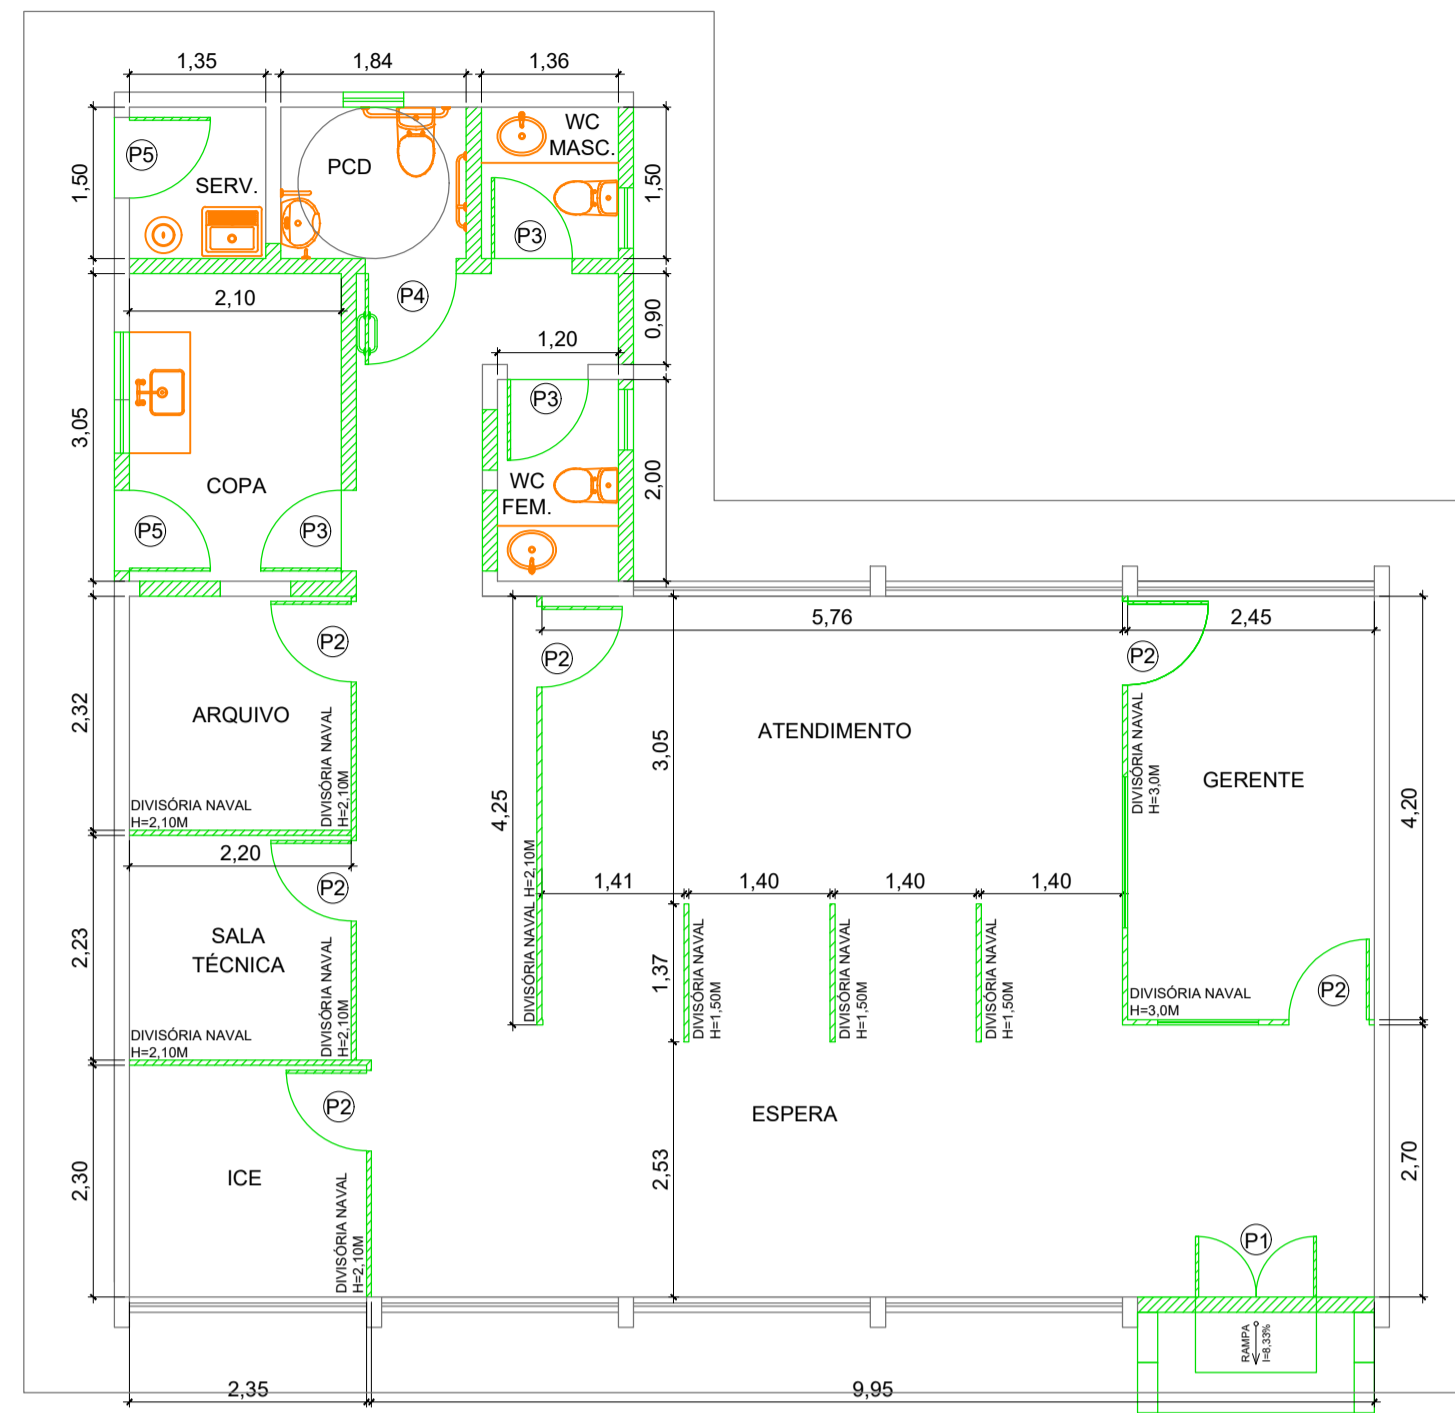 1,35
1,84
1,36
1,50
P5
SERV.
PCD
WC
MASC.
P3
1,50
2,10
P4
0,90
1,20
3,05
P3
COPA
WC
FEM.
2,00
P5
P3
P2
5,76
2,45
P2
P2
2,32
ARQUIVO
DIVISÓRIA NAVAL
H=2,10M
DIVISÓRIA NAVAL
H=2,10M
ATENDIMENTO
3,05
DIVISÓRIA NAVAL
H=3,0M
GERENTE
4,25
4,20
2,20
P2
DIVISÓRIA NAVAL H=2,10M
1,41
1,40
1,40
1,40
2,23
SALA
TÉCNICA
DIVISÓRIA NAVAL
H=2,10M
DIVISÓRIA NAVAL
H=2,10M
1,37
DIVISÓRIA NAVAL
H=1,50M
DIVISÓRIA NAVAL
H=1,50M
DIVISÓRIA NAVAL
H=1,50M
DIVISÓRIA NAVAL
H=3,0M
P2
P2
ESPERA
2,30
ICE
DIVISÓRIA NAVAL
H=2,10M
2,53
2,70
P1
RAMPA
I=8,33%
2,35
9,95